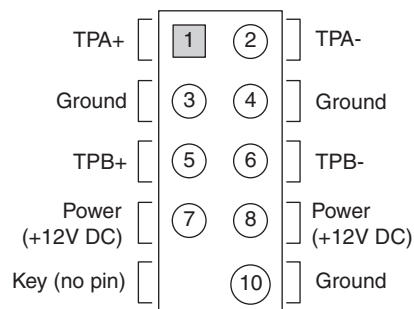 TPA+ 1 2 TPA-
Ground 3 4 Ground
TPB+ 5 6 TPB-
Power 7 8 Power
(+12V DC) (+12V DC)
Key (no pin) 10 Ground